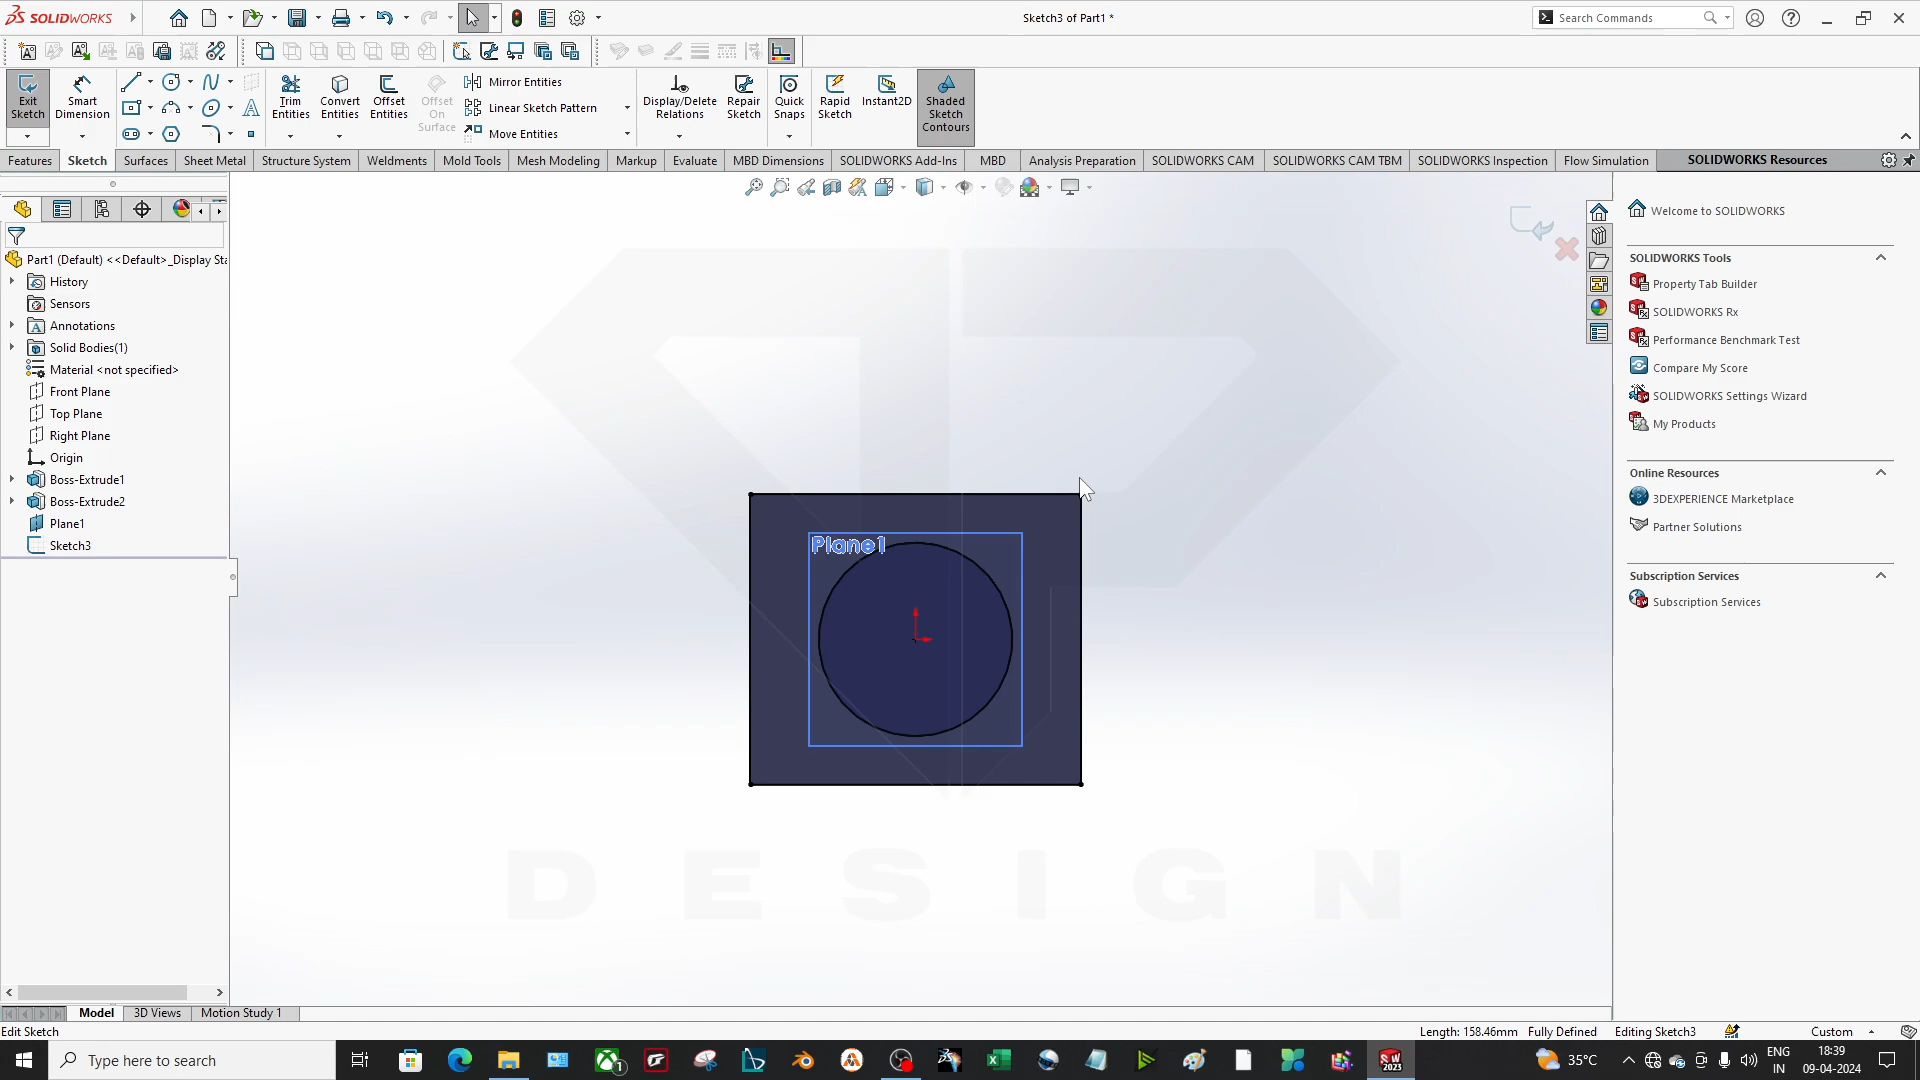 SOLIDWORKS
Sketch3 of Part1 *
Search Commands
Exit Sketch
Smart Dimension
Trim Entities
Convert Entities
Offset Entities
Offset On Surface
Mirror Entities
Linear Sketch Pattern
Move Entities
Display/Delete Relations
Repair Sketch
Quick Snaps
Rapid Sketch
Instant2D
Shaded Sketch Contours
Features
Sketch
Surfaces
Sheet Metal
Structure System
Weldments
Mold Tools
Mesh Modeling
Markup
Evaluate
MBD Dimensions
SOLIDWORKS Add-Ins
MBD
Analysis Preparation
SOLIDWORKS CAM
SOLIDWORKS CAM TBM
SOLIDWORKS Inspection
Flow Simulation
SOLIDWORKS Resources
Part1 (Default) <<Default>_Display Sta
History
Sensors
Annotations
Solid Bodies(1)
Material <not specified>
Front Plane
Top Plane
Right Plane
Origin
Boss-Extrude1
Boss-Extrude2
Plane1
Sketch3
Plane1
DESIGN
Welcome to SOLIDWORKS
SOLIDWORKS Tools
Property Tab Builder
SOLIDWORKS Rx
Performance Benchmark Test
Compare My Score
SOLIDWORKS Settings Wizard
My Products
Online Resources
3DEXPERIENCE Marketplace
Partner Solutions
Subscription Services
Subscription Services
Model
3D Views
Motion Study 1
Edit Sketch
Length: 158.46mm
Fully Defined
Editing Sketch3
Custom
Type here to search
35°C
ENG
IN
18:39
09-04-2024